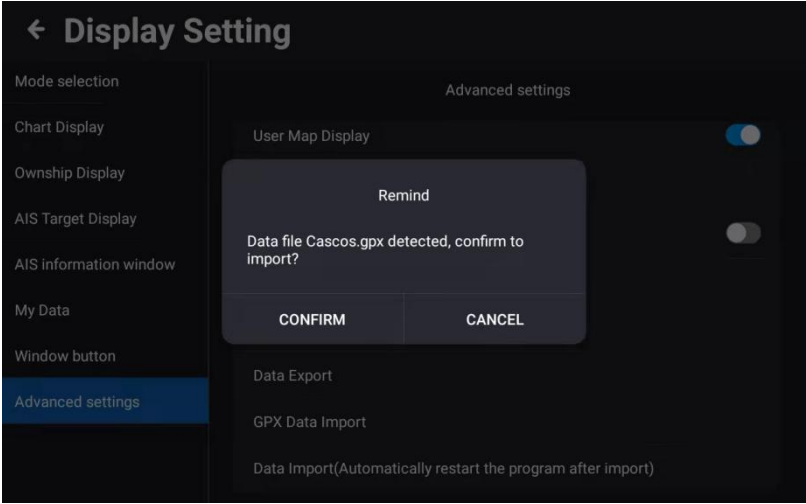 Display Setting
Mode selection
Chart Display
Ownship Display
AIS Target Display
AIS information window
My Data
Window button
Advanced settings
Advanced settings
User Map Display
Remind
Data file Cascos.gpx detected, confirm to
import?
CONFIRM
CANCEL
Data Export
GPX Data Import
Data Import(Automatically restart the program after import)